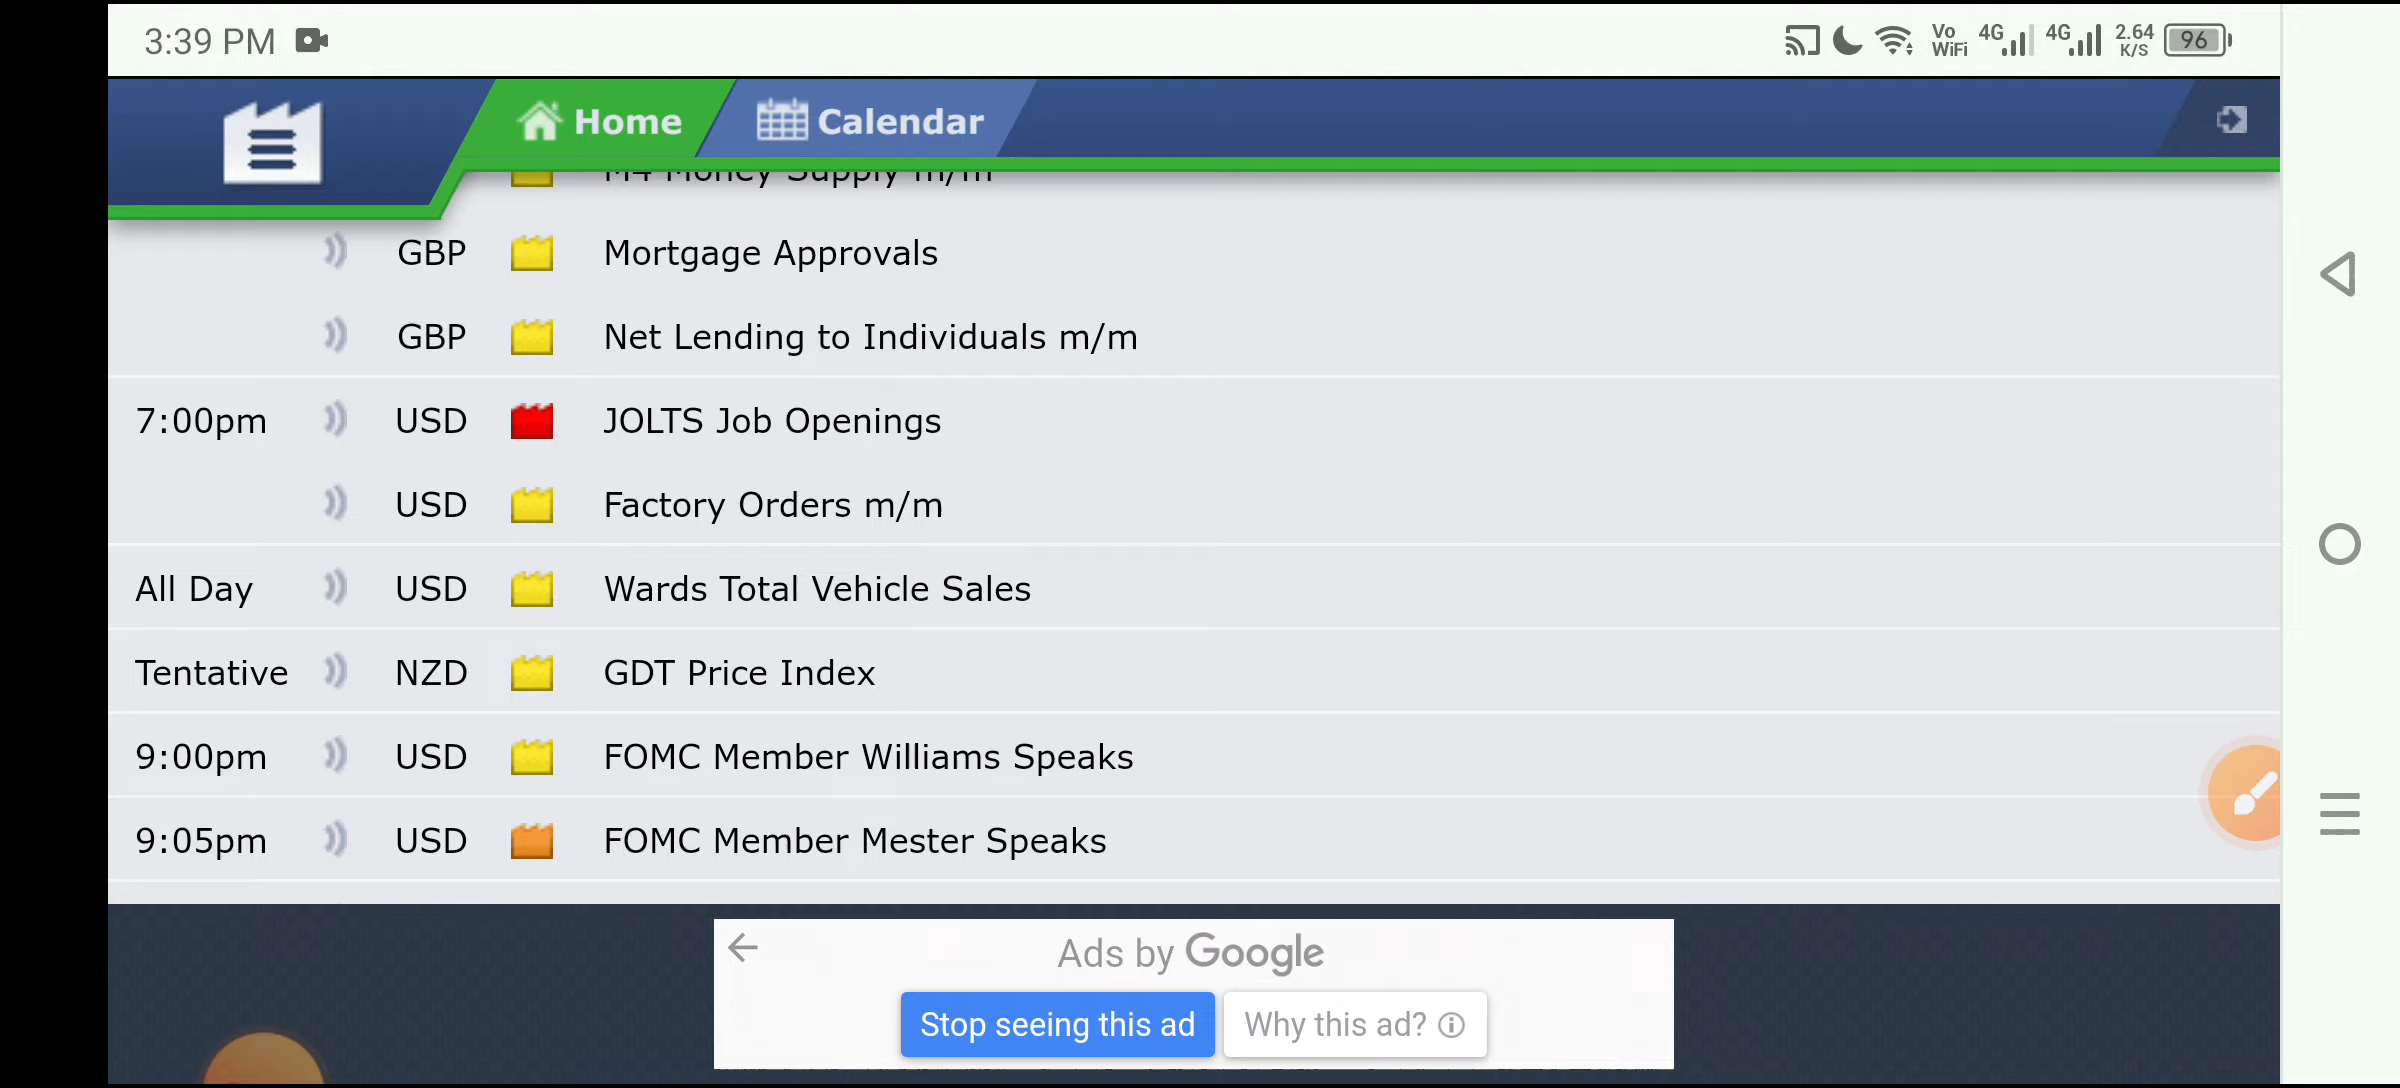 3:39 PM Vo WiFi 4G 4G 2.64 K/S 96
Home Calendar
M4 Money Supply m/m
GBP Mortgage Approvals
GBP Net Lending to Individuals m/m
7:00pm USD JOLTS Job Openings
USD Factory Orders m/m
All Day USD Wards Total Vehicle Sales
Tentative NZD GDT Price Index
9:00pm USD FOMC Member Williams Speaks
9:05pm USD FOMC Member Mester Speaks
Ads by Google
Stop seeing this ad Why this ad?